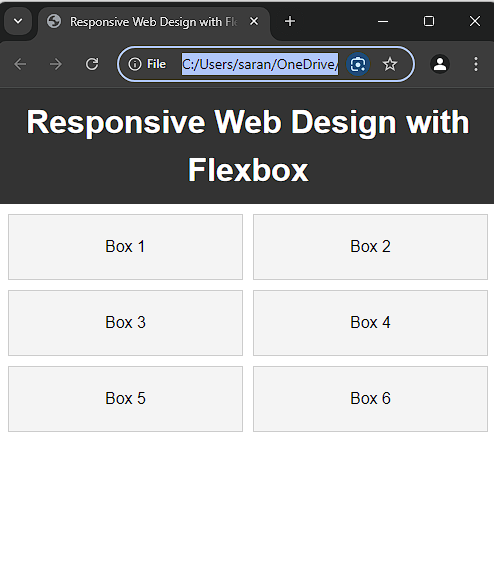 Responsive Web Design with Fl
File C:/Users/saran/OneDrive/
Responsive Web Design with
Flexbox
Box 1 Box 2
Box 3 Box 4
Box 5 Box 6